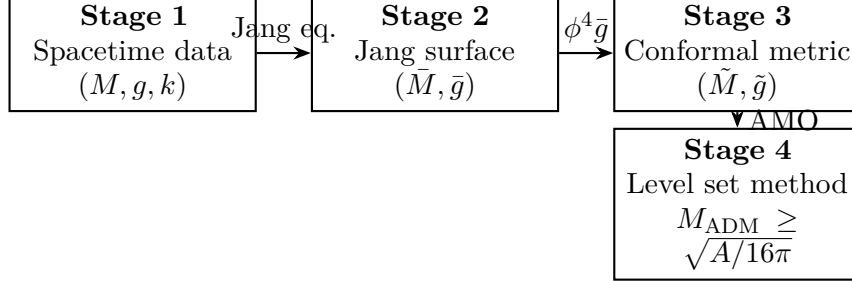 Stage 1
Spacetime data
(M, g, k)
Jang eq.
Stage 2
Jang surface
(M̄, ḡ)
ϕ⁴ḡ
Stage 3
Conformal metric
(M̃, g̃)
AMO
Stage 4
Level set method
M_ADM ≥
√A/16π